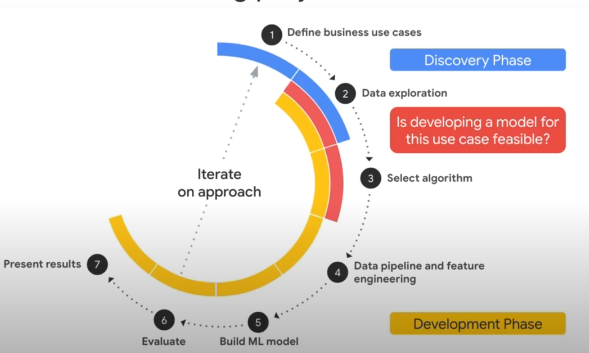 1 Define business use cases
Discovery Phase
2 Data exploration
Is developing a model for
this use case feasible?
Iterate
on approach
3 Select algorithm
4 Data pipeline and feature
engineering
Present results 7
6
Evaluate
5
Build ML model
Development Phase